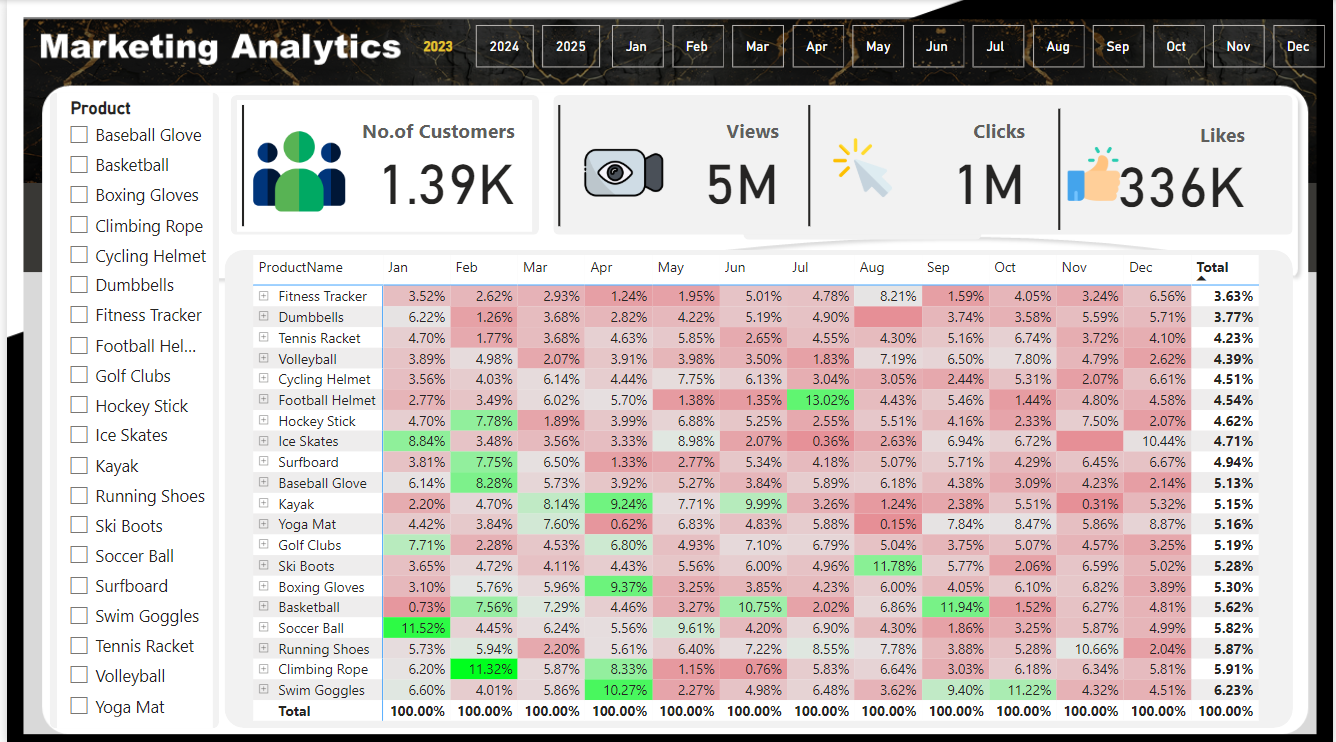 Marketing Analytics 2023 2024 2025 Jan Feb Mar Apr May Jun Jul Aug Sep Oct Nov Dec
Product
Baseball Glove
Basketball
Boxing Gloves
Climbing Rope
Cycling Helmet
Dumbbells
Fitness Tracker
Football Hel...
Golf Clubs
Hockey Stick
Ice Skates
Kayak
Running Shoes
Ski Boots
Soccer Ball
Surfboard
Swim Goggles
Tennis Racket
Volleyball
Yoga Mat
No.of Customers
1.39K
Views
5M
Clicks
1M
Likes
336K
ProductName Jan Feb Mar Apr May Jun Jul Aug Sep Oct Nov Dec Total
Fitness Tracker 3.52% 2.62% 2.93% 1.24% 1.95% 5.01% 4.78% 8.21% 1.59% 4.05% 3.24% 6.56% 3.63%
Dumbbells 6.22% 1.26% 3.68% 2.82% 4.22% 5.19% 4.90% 3.74% 3.58% 5.59% 5.71% 3.77%
Tennis Racket 4.70% 1.77% 3.68% 4.63% 5.85% 2.65% 4.55% 4.30% 5.16% 6.74% 3.72% 4.10% 4.23%
Volleyball 3.89% 4.98% 2.07% 3.91% 3.98% 3.50% 1.83% 7.19% 6.50% 7.80% 4.79% 2.62% 4.39%
Cycling Helmet 3.56% 4.03% 6.14% 4.44% 7.75% 6.13% 3.04% 3.05% 2.44% 5.31% 2.07% 6.61% 4.51%
Football Helmet 2.77% 3.49% 6.02% 5.70% 1.38% 1.35% 13.02% 4.43% 5.46% 1.44% 4.80% 4.58% 4.54%
Hockey Stick 4.70% 7.78% 1.89% 3.99% 6.88% 5.25% 2.55% 5.51% 4.16% 2.33% 7.50% 2.07% 4.62%
Ice Skates 8.84% 3.48% 3.56% 3.33% 8.98% 2.07% 0.36% 2.63% 6.94% 6.72% 10.44% 4.71%
Surfboard 3.81% 7.75% 6.50% 1.33% 2.77% 5.34% 4.18% 5.07% 5.71% 4.29% 6.45% 6.67% 4.94%
Baseball Glove 6.14% 8.28% 5.73% 3.92% 5.27% 3.84% 5.89% 6.18% 4.38% 3.09% 4.23% 2.14% 5.13%
Kayak 2.20% 4.70% 8.14% 9.24% 7.71% 9.99% 3.26% 1.24% 2.38% 5.51% 0.31% 5.32% 5.15%
Yoga Mat 4.42% 3.84% 7.60% 0.62% 6.83% 4.83% 5.88% 0.15% 7.84% 8.47% 5.86% 8.87% 5.16%
Golf Clubs 7.71% 2.28% 4.53% 6.80% 4.93% 7.10% 6.79% 5.04% 3.75% 5.07% 4.57% 3.25% 5.19%
Ski Boots 3.65% 4.72% 4.11% 4.43% 5.56% 6.00% 4.96% 11.78% 5.77% 2.06% 6.59% 5.02% 5.28%
Boxing Gloves 3.10% 5.76% 5.96% 9.37% 3.25% 3.85% 4.23% 6.00% 4.05% 6.10% 6.82% 3.89% 5.30%
Basketball 0.73% 7.56% 7.29% 4.46% 3.27% 10.75% 2.02% 6.86% 11.94% 1.52% 6.27% 4.81% 5.62%
Soccer Ball 11.52% 4.45% 6.24% 5.56% 9.61% 4.20% 6.90% 4.30% 1.86% 3.25% 5.87% 4.99% 5.82%
Running Shoes 5.73% 5.94% 2.20% 5.61% 6.40% 7.22% 8.55% 7.78% 3.88% 5.28% 10.66% 2.04% 5.87%
Climbing Rope 6.20% 11.32% 5.87% 8.33% 1.15% 0.76% 5.83% 6.64% 3.03% 6.18% 6.34% 5.81% 5.91%
Swim Goggles 6.60% 4.01% 5.86% 10.27% 2.27% 4.98% 6.48% 3.62% 9.40% 11.22% 4.32% 4.51% 6.23%
Total 100.00% 100.00% 100.00% 100.00% 100.00% 100.00% 100.00% 100.00% 100.00% 100.00% 100.00% 100.00% 100.00%